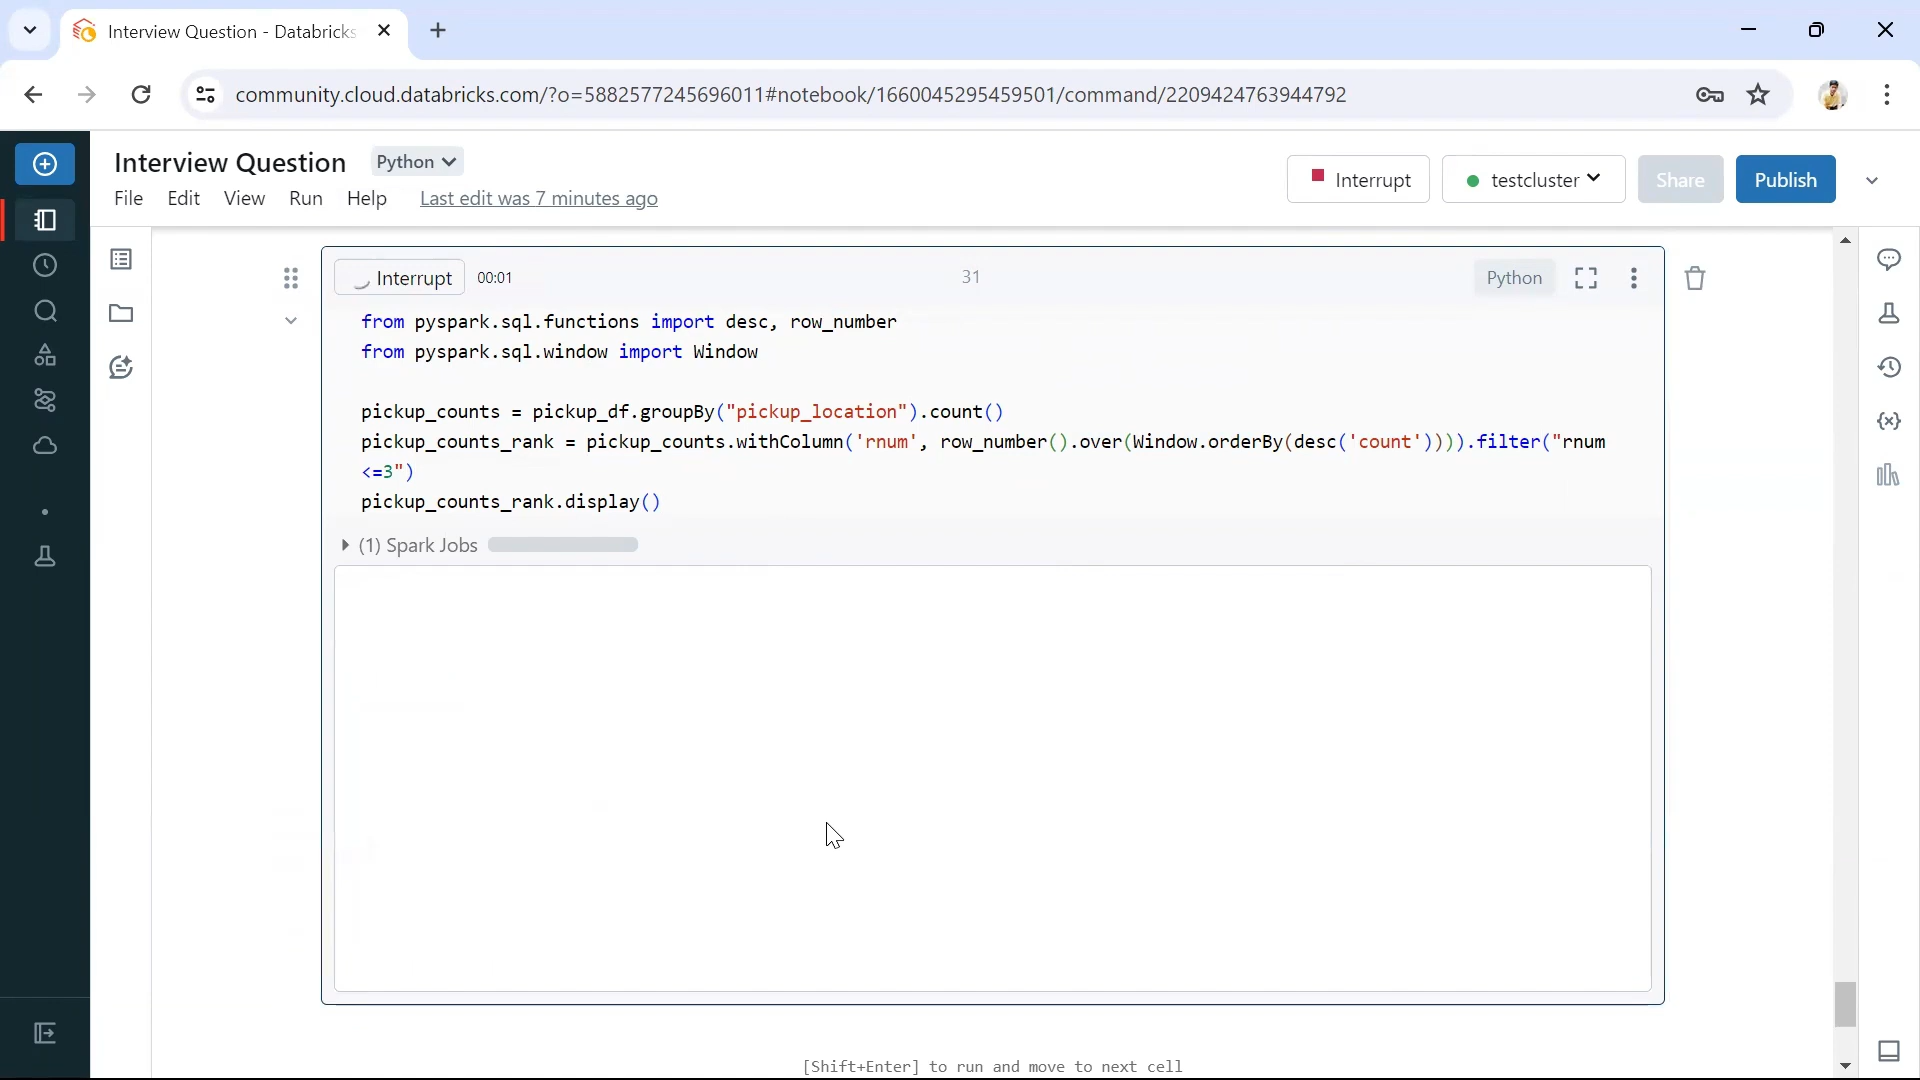 Interview Question - Databricks
community.cloud.databricks.com/?o=5882577245696011#notebook/1660045295459501/command/2209424763944792
Interview Question Python
File Edit View Run Help Last edit was 7 minutes ago
Interrupt testcluster Share Publish
Interrupt 00:01 31 Python
from pyspark.sql.functions import desc, row_number
from pyspark.sql.window import Window
pickup_counts = pickup_df.groupBy("pickup_location").count()
pickup_counts_rank = pickup_counts.withColumn('rnum', row_number().over(Window.orderBy(desc('count')))).filter("rnum
<=3")
pickup_counts_rank.display()
(1) Spark Jobs
[Shift+Enter] to run and move to next cell